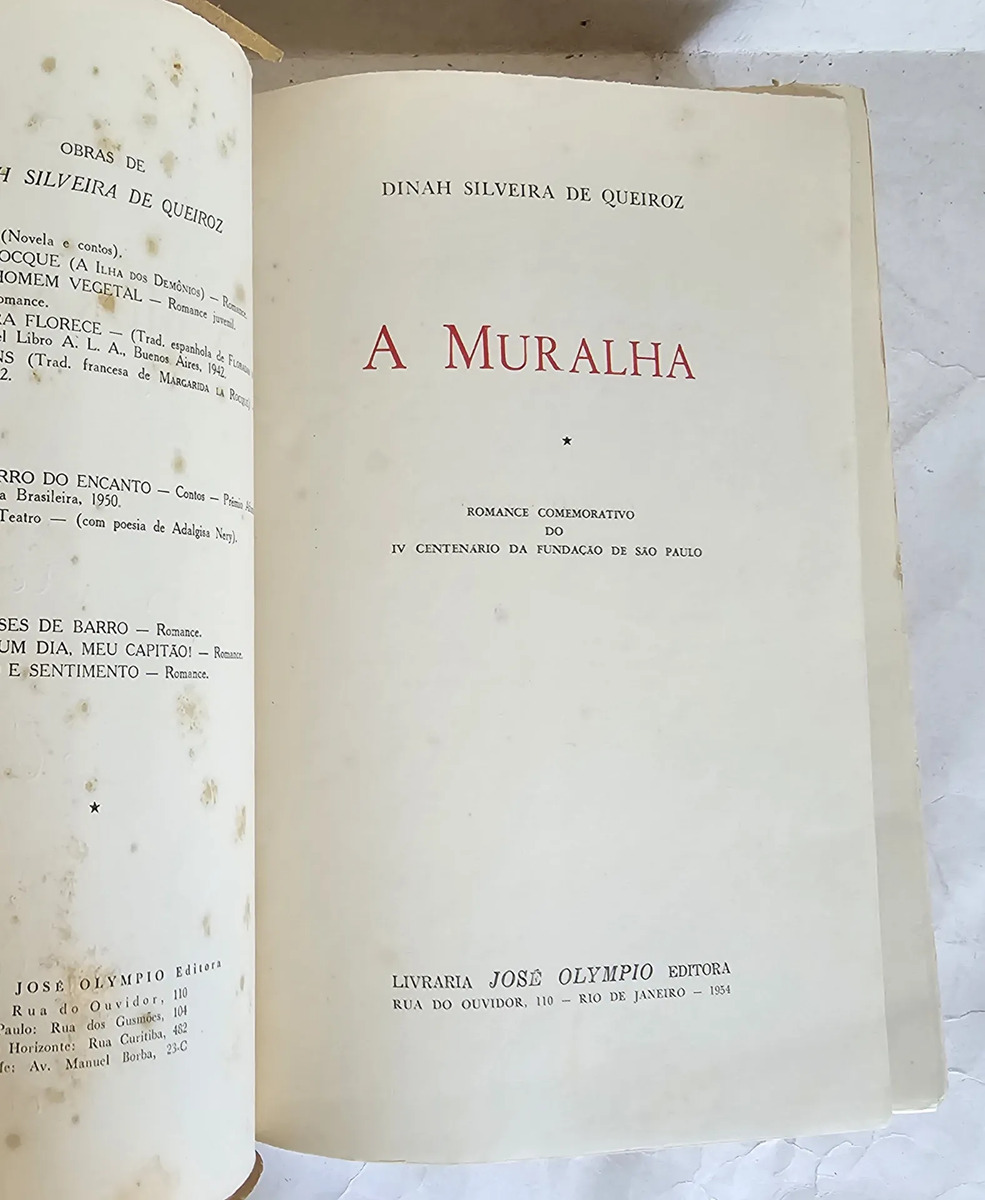 OBRAS DE
H SILVEIRA DE QUEIROZ
(Novela e contos).
OCQUE (A ILHA DOS DEMÔNIOS) — Romance.
HOMEM VEGETAL — Romance juvenil.
omance.
RA FLORECE — (Trad. espanhola de
el Libro A. L. A., Buenos Aires, 1942.
NS (Trad. francesa de MARGARIDA LA ROCQUE)
2.
RRO DO ENCANTO — Contos — Prêmio
a Brasileira, 1950.
Teatro — (com poesia de Adalgisa Nery).
SES DE BARRO — Romance.
UM DIA, MEU CAPITÃO! — Romance.
E SENTIMENTO — Romance.
JOSÉ OLYMPIO Editora
Rua do Ouvidor, 110
Paulo: Rua dos Gusmões, 104
Horizonte: Rua Curitiba, 482
fe: Av. Manuel Borba, 23-C
DINAH SILVEIRA DE QUEIROZ
A MURALHA
ROMANCE COMEMORATIVO
DO
IV CENTENÁRIO DA FUNDAÇÃO DE SÃO PAULO
LIVRARIA JOSÉ OLYMPIO EDITORA
RUA DO OUVIDOR, 110 — RIO DE JANEIRO — 1954